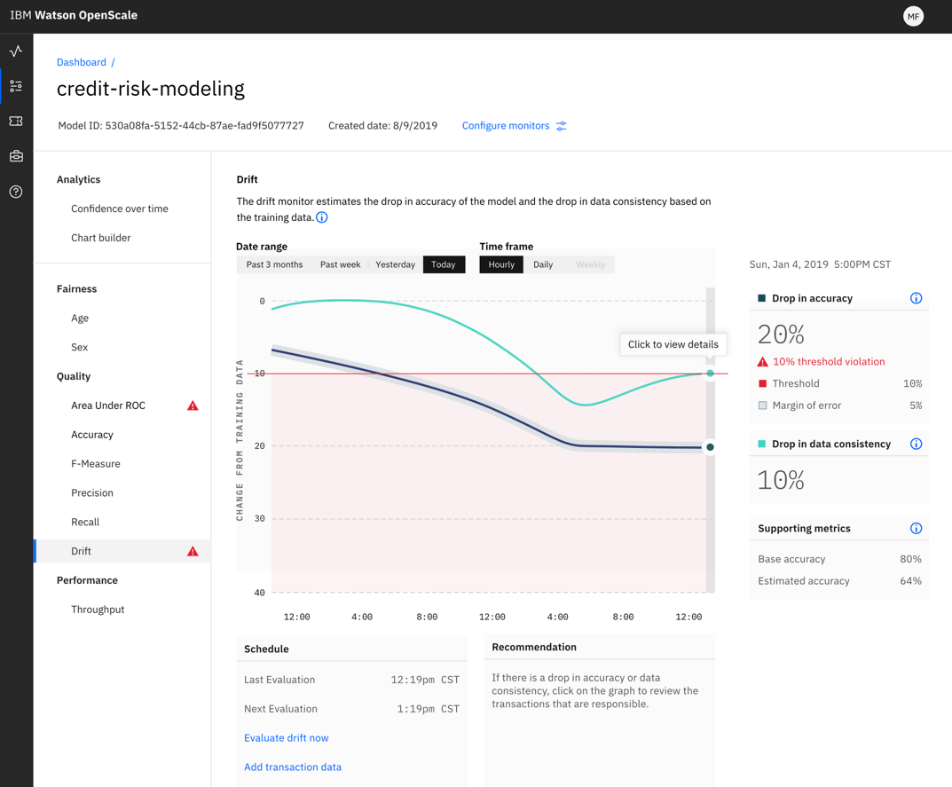 IBM Watson OpenScale
MF
Dashboard /
credit-risk-modeling
Model ID: 530a08fa-5152-44cb-87ae-fad9f5077727 Created date: 8/9/2019 Configure monitors
Analytics
Confidence over time
Chart builder
Fairness
Age
Sex
Quality
Area Under ROC
Accuracy
F-Measure
Precision
Recall
Drift
Performance
Throughput
Drift
The drift monitor estimates the drop in accuracy of the model and the drop in data consistency based on
the training data.
Date range
Past 3 months Past week Yesterday Today
Time frame
Hourly Daily Weekly
CHANGE FROM TRAINING DATA
0
10
20
30
40
12:00 4:00 8:00 12:00 4:00 8:00 12:00
Click to view details
Sun, Jan 4, 2019 5:00PM CST
Drop in accuracy
20%
10% threshold violation
Threshold 10%
Margin of error 5%
Drop in data consistency
10%
Supporting metrics
Base accuracy 80%
Estimated accuracy 64%
Schedule
Last Evaluation 12:19pm CST
Next Evaluation 1:19pm CST
Evaluate drift now
Add transaction data
Recommendation
If there is a drop in accuracy or data
consistency, click on the graph to review the
transactions that are responsible.